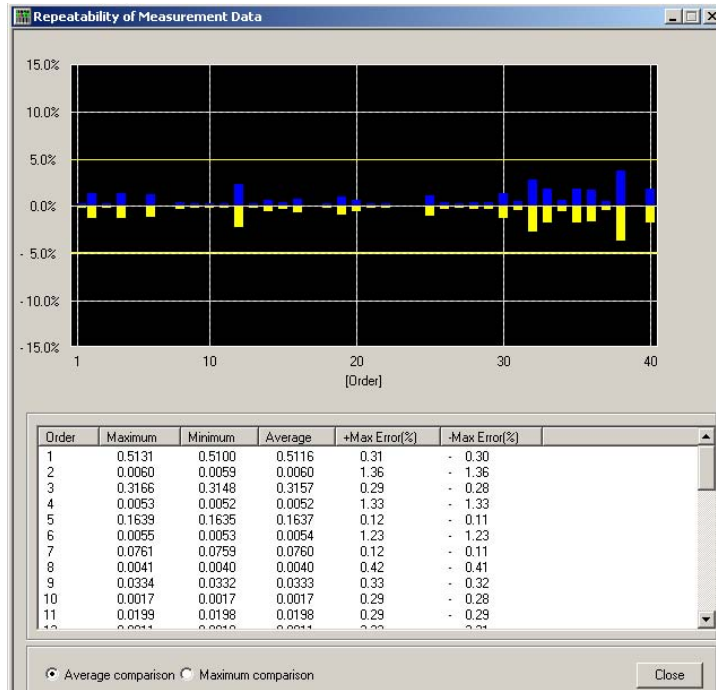 Repeatability of Measurement Data
15.0%
10.0%
5.0%
0.0%
- 5.0%
- 10.0%
- 15.0%
1 10 20 30 40
[Order]
Order Maximum Minimum Average +Max Error(%) -Max Error(%)
1 0.5131 0.5100 0.5116 0.31 - 0.30
2 0.0060 0.0059 0.0060 1.36 - 1.36
3 0.3166 0.3148 0.3157 0.29 - 0.28
4 0.0053 0.0052 0.0052 1.33 - 1.33
5 0.1639 0.1635 0.1637 0.12 - 0.11
6 0.0055 0.0053 0.0054 1.23 - 1.23
7 0.0761 0.0759 0.0760 0.12 - 0.11
8 0.0041 0.0040 0.0040 0.42 - 0.41
9 0.0334 0.0332 0.0333 0.33 - 0.32
10 0.0017 0.0017 0.0017 0.29 - 0.28
11 0.0199 0.0198 0.0198 0.29 - 0.29
Average comparison Maximum comparison Close